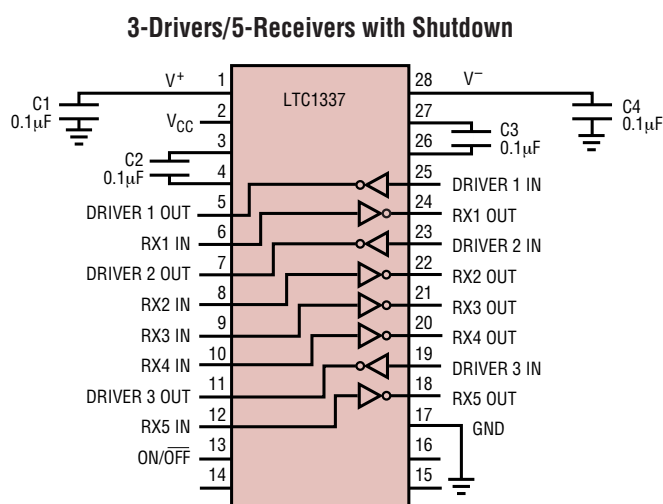 3-Drivers/5-Receivers with Shutdown
LTC1337
V+
1
28
V−
C1
0.1µF
2
VCC
27
C4
0.1µF
3
26
C3
0.1µF
C2
0.1µF
4
25
DRIVER 1 IN
DRIVER 1 OUT
5
24
RX1 OUT
RX1 IN
6
23
DRIVER 2 IN
DRIVER 2 OUT
7
22
RX2 OUT
RX2 IN
8
21
RX3 OUT
RX3 IN
9
20
RX4 OUT
RX4 IN
10
19
DRIVER 3 IN
DRIVER 3 OUT
11
18
RX5 OUT
RX5 IN
12
17
GND
ON/OFF
13
16
14
15